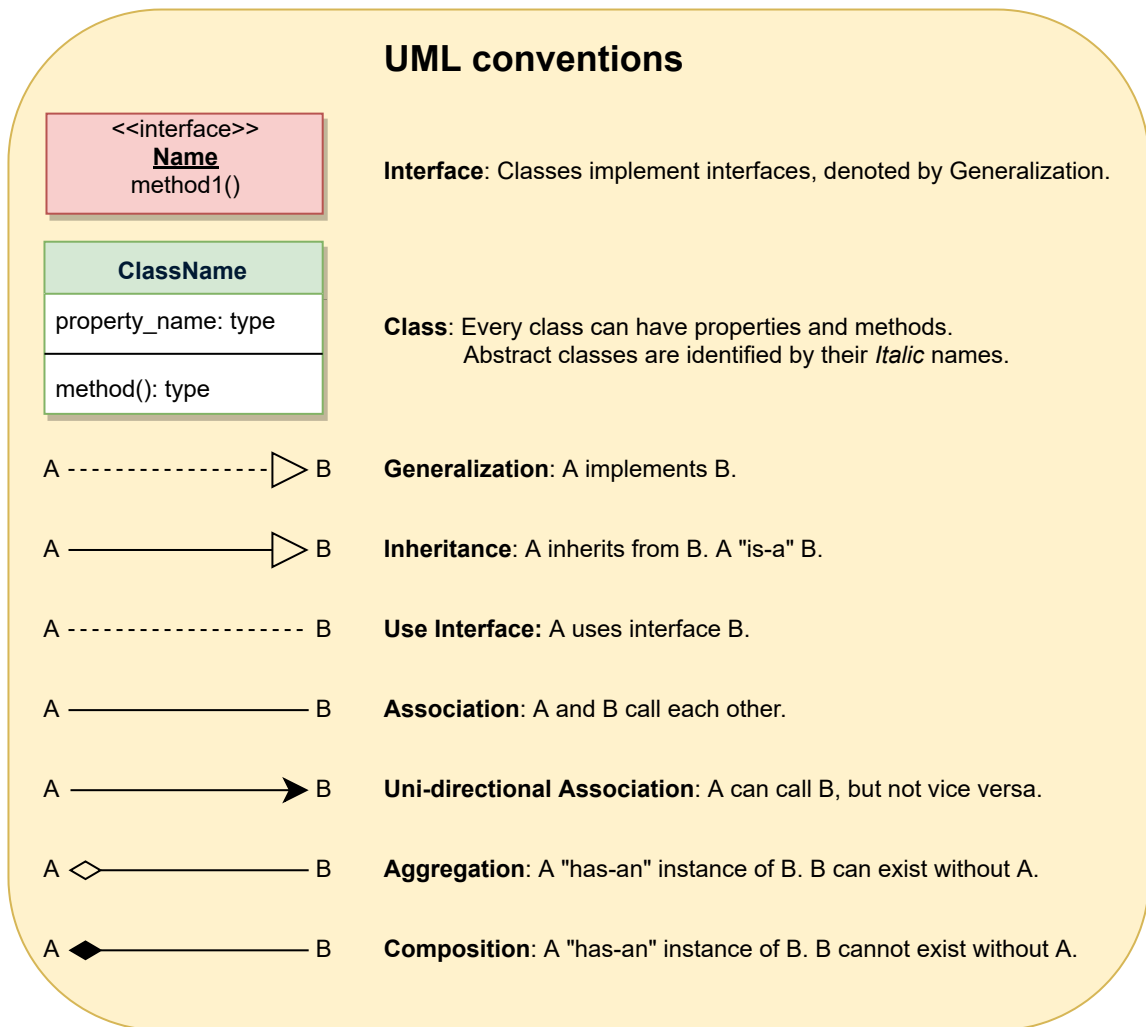 UML conventions
<<interface>>
Name
method1()
Interface: Classes implement interfaces, denoted by Generalization.
ClassName
property_name: type
method(): type
Class: Every class can have properties and methods.
Abstract classes are identified by their Italic names.
A B Generalization: A implements B.
A B Inheritance: A inherits from B. A "is-a" B.
A B Use Interface: A uses interface B.
A B Association: A and B call each other.
A B Uni-directional Association: A can call B, but not vice versa.
A B Aggregation: A "has-an" instance of B. B can exist without A.
A B Composition: A "has-an" instance of B. B cannot exist without A.